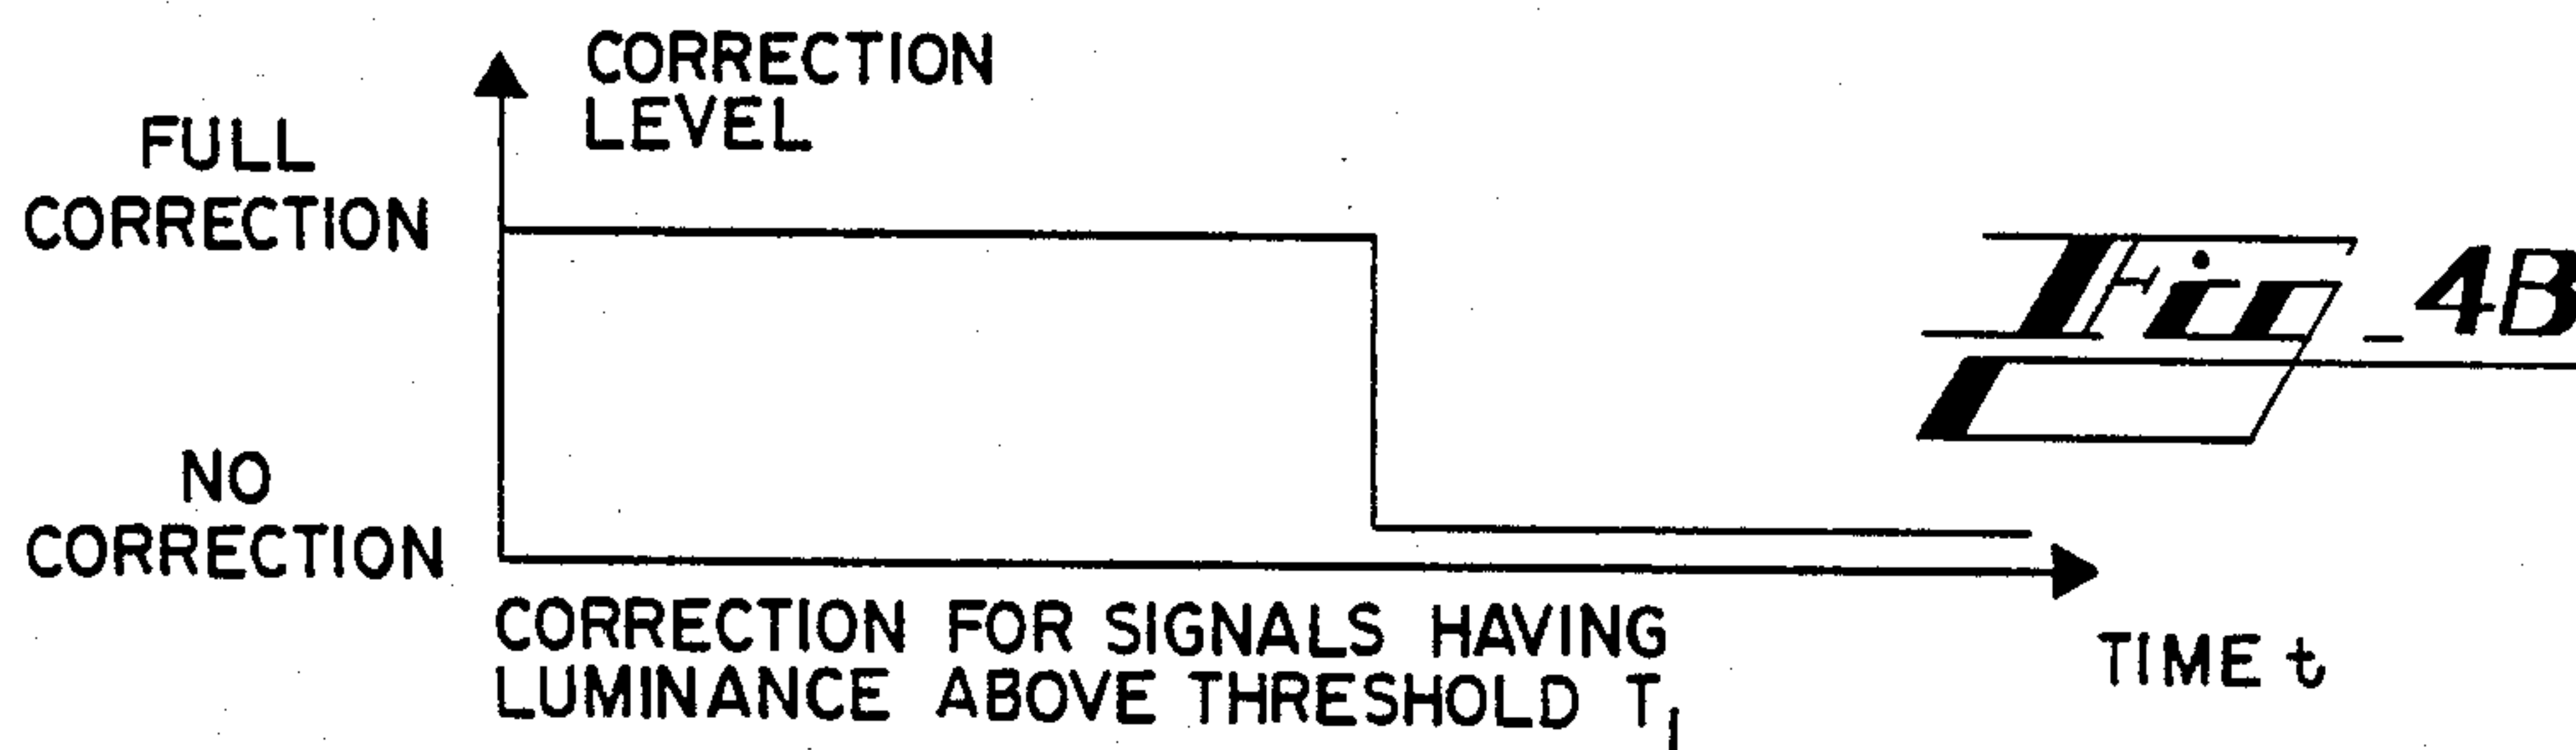 CORRECTION
LEVEL
FULL
CORRECTION
Fig_4B
NO
CORRECTION
CORRECTION FOR SIGNALS HAVING
LUMINANCE ABOVE THRESHOLD T₁
TIME t